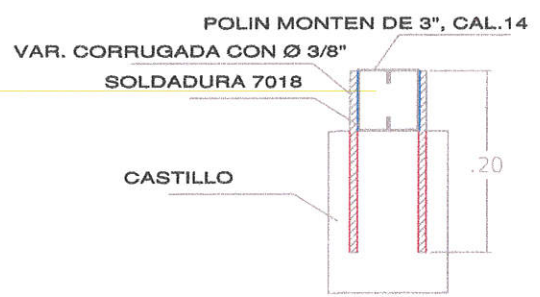 POLIN MONTEN DE 3", CAL.14
VAR. CORRUGADA CON Ø 3/8"
SOLDADURA 7018
CASTILLO
.20